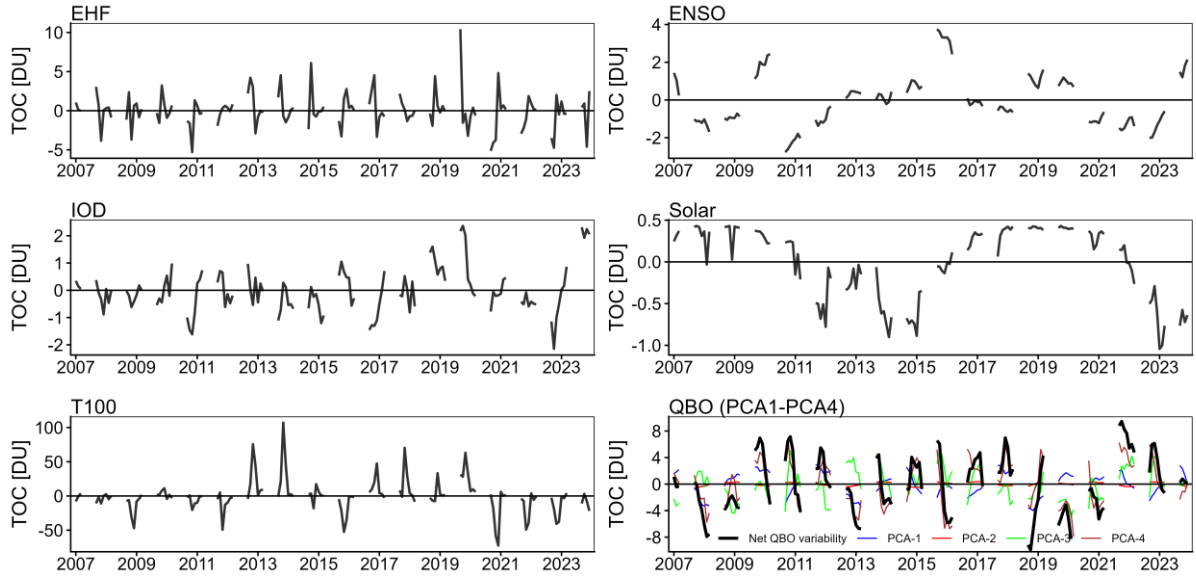 EHF
TOC [DU]
10
5
0
-5
2007 2009 2011 2013 2015 2017 2019 2021 2023
ENSO
TOC [DU]
4
2
0
-2
2007 2009 2011 2013 2015 2017 2019 2021 2023
IOD
TOC [DU]
2
1
0
-1
-2
2007 2009 2011 2013 2015 2017 2019 2021 2023
Solar
TOC [DU]
0.5
0.0
-0.5
-1.0
2007 2009 2011 2013 2015 2017 2019 2021 2023
T100
TOC [DU]
100
50
0
-50
2007 2009 2011 2013 2015 2017 2019 2021 2023
QBO (PCA1-PCA4)
TOC [DU]
8
4
0
-4
-8
Net QBO variability PCA-1 PCA-2 PCA-3 PCA-4
2007 2009 2011 2013 2015 2017 2019 2021 2023